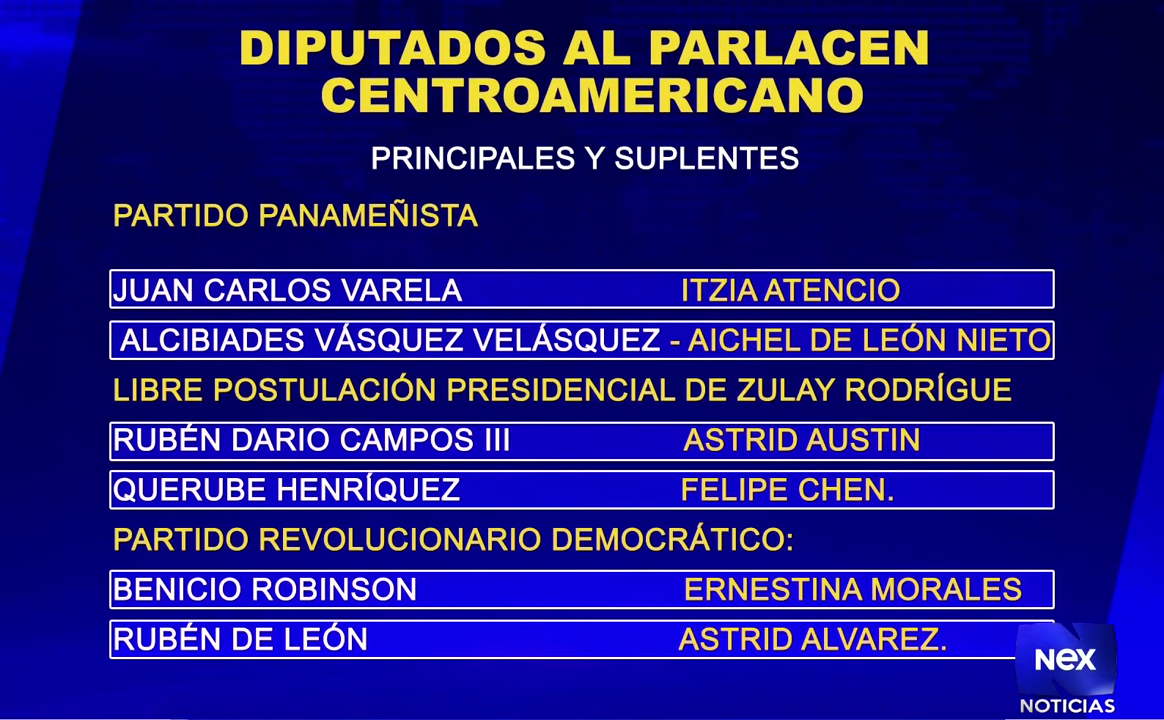 DIPUTADOS AL PARLACEN
CENTROAMERICANO
PRINCIPALES Y SUPLENTES
PARTIDO PANAMEÑISTA
JUAN CARLOS VARELA ITZIA ATENCIO
ALCIBIADES VÁSQUEZ VELÁSQUEZ - AICHEL DE LEÓN NIETO
LIBRE POSTULACIÓN PRESIDENCIAL DE ZULAY RODRÍGUE
RUBÉN DARIO CAMPOS III ASTRID AUSTIN
QUERUBE HENRÍQUEZ FELIPE CHEN.
PARTIDO REVOLUCIONARIO DEMOCRÁTICO:
BENICIO ROBINSON ERNESTINA MORALES
RUBÉN DE LEÓN ASTRID ALVAREZ.
NEX
NOTICIAS